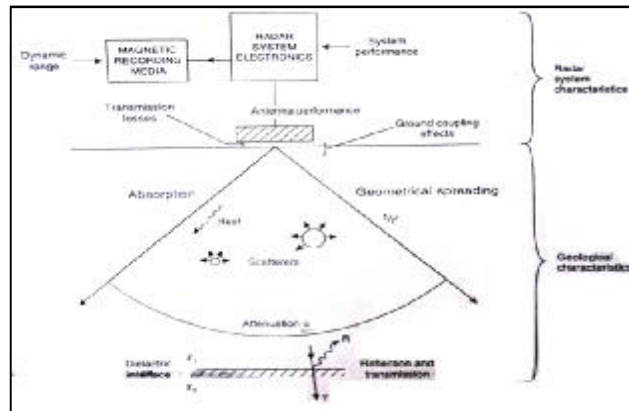 RADAR
SYSTEM
ELECTRONICS
MAGNETIC
RECORDING
MEDIA
Dynamic
range
System
performance
Radar
system
characteristics
Antenna performance
Transmission
losses
Ground coupling
effects
Absorption
Geometrical spreading
Heat
Scatterers
Geological
characteristics
Attenuation α
Dielectric
interface
R
Reflection and
transmission
T